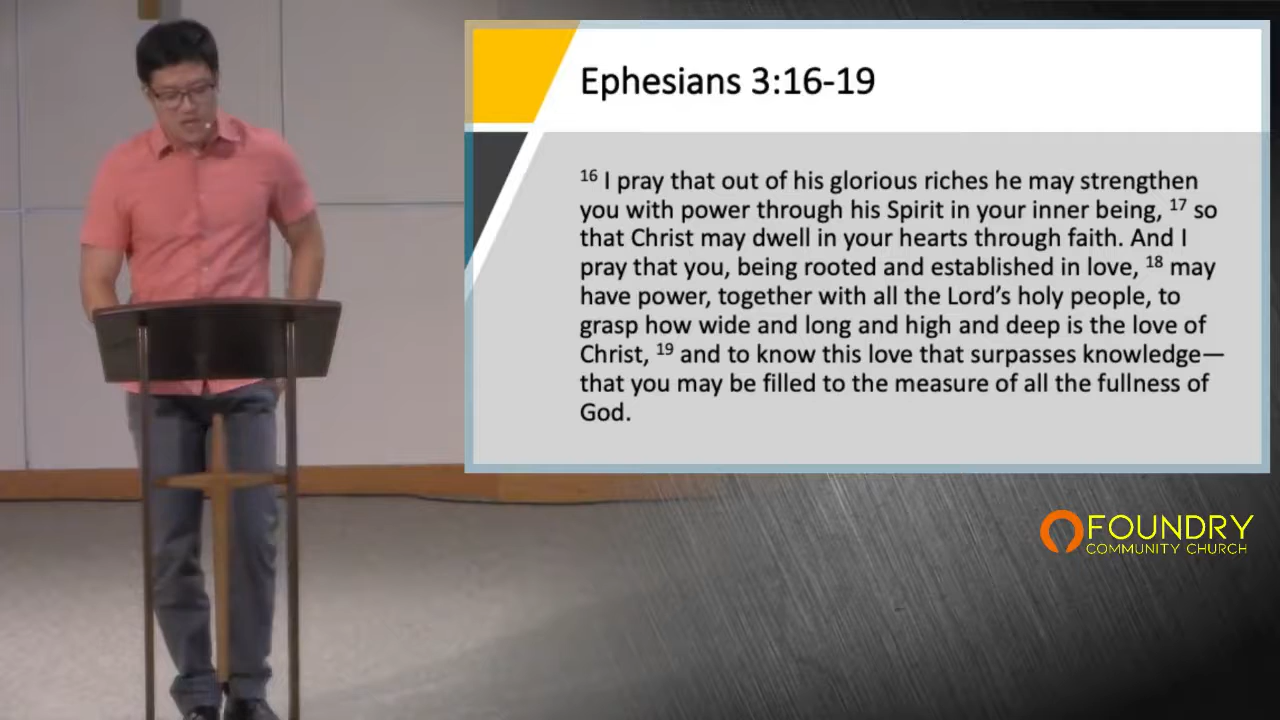 Ephesians 3:16-19
16 I pray that out of his glorious riches he may strengthen
you with power through his Spirit in your inner being, 17 so
that Christ may dwell in your hearts through faith. And I
pray that you, being rooted and established in love, 18 may
have power, together with all the Lord’s holy people, to
grasp how wide and long and high and deep is the love of
Christ, 19 and to know this love that surpasses knowledge—
that you may be filled to the measure of all the fullness of
God.
FOUNDRY
COMMUNITY CHURCH